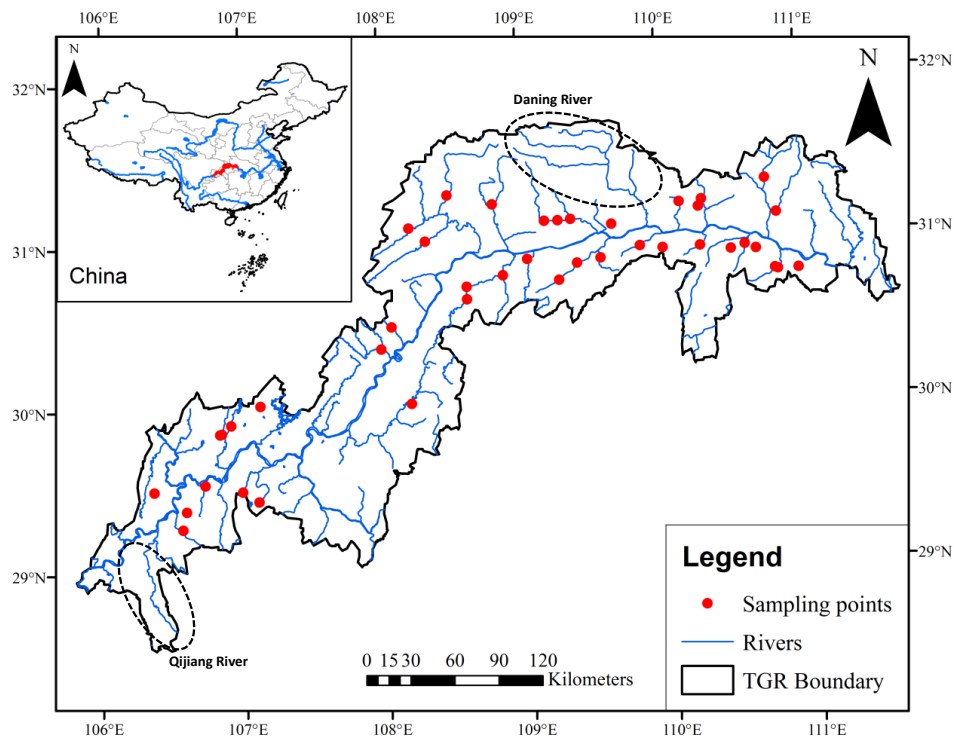 106°E 107°E 108°E 109°E 110°E 111°E
N
China
Daning River
N
32°N
31°N
30°N
29°N
32°N
31°N
30°N
29°N
Qijiang River
0 15 30 60 90 120
Kilometers
Legend
Sampling points
Rivers
TGR Boundary
106°E 107°E 108°E 109°E 110°E 111°E